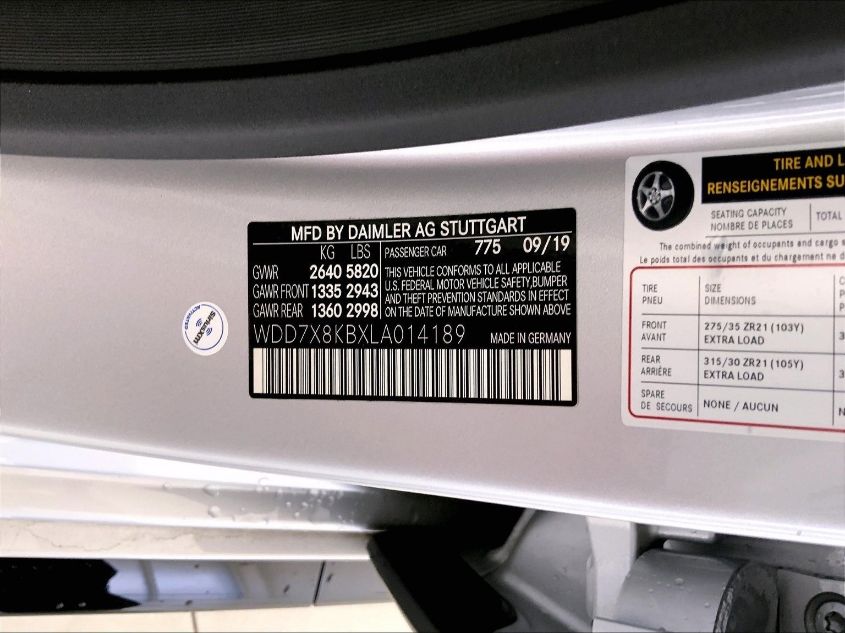 MFD BY DAIMLER AG STUTTGART
KG LBS
GVWR 2640 5820
GAWR FRONT 1335 2943
GAWR REAR 1360 2998
PASSENGER CAR 775 09/19
THIS VEHICLE CONFORMS TO ALL APPLICABLE
U.S. FEDERAL MOTOR VEHICLE SAFETY,BUMPER
AND THEFT PREVENTION STANDARDS IN EFFECT
ON THE DATE OF MANUFACTURE SHOWN ABOVE
WDD7X8KBXLA014189 MADE IN GERMANY
SiriusXM
ACTIVATED
TIRE AND
RENSEIGNEMENTS
SEATING CAPACITY
NOMBRE DE PLACES
TOTAL
The combined weight of occupants and cargo
Le poids total des occupants et du chargement ne
TIRE
PNEU
SIZE
DIMENSIONS
FRONT
AVANT
275/35 ZR21 (103Y)
EXTRA LOAD
REAR
ARRIÈRE
315/30 ZR21 (105Y)
EXTRA LOAD
SPARE
DE SECOURS
NONE / AUCUN